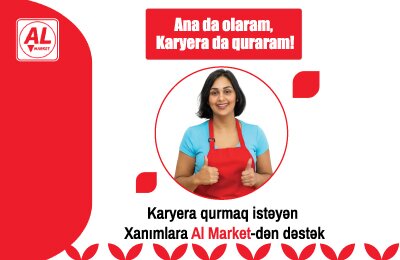 AL
MARKET
Ana da olaram,
Karyera da quraram!
Karyera qurmaq istəyən
Xanımlara Al Market-dən dəstək